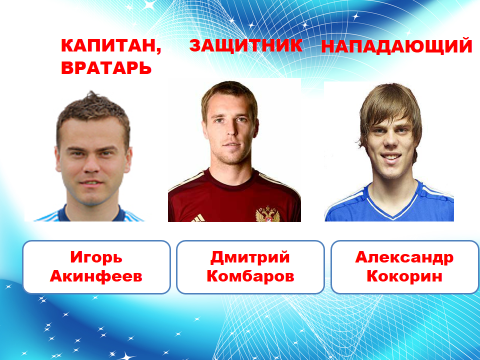 КАПИТАН,
ВРАТАРЬ
ЗАЩИТНИК
НАПАДАЮЩИЙ
Игорь
Акинфеев
Дмитрий
Комбаров
Александр
Кокорин